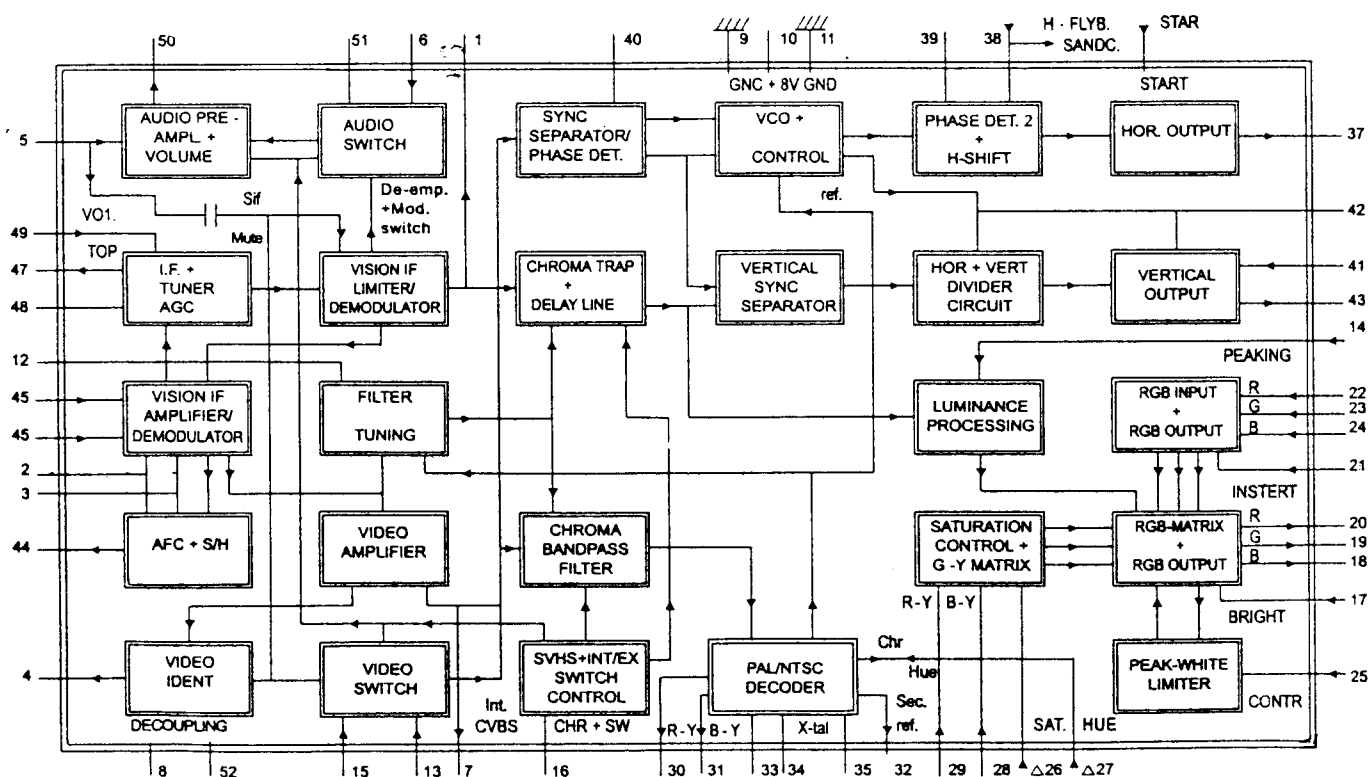 H - FLYB.
STAR
50
51
6
1
40
9
10
11
39
38
SANDC.
GNC + 8V GND
START
AUDIO PRE -
AMPL. +
VOLUME
AUDIO
SWITCH
SYNC
SEPARATOR/
PHASE DET.
VCO +
CONTROL
PHASE DET. 2
+
H-SHIFT
HOR. OUTPUT
5
37
De-emp.
+Mod.
switch
ref.
Sif
VO1.
Mute
42
49
TOP
47
48
I.F. +
TUNER
AGC
VISION IF
LIMITER/
DEMODULATOR
CHROMA TRAP
+
DELAY LINE
VERTICAL
SYNC
SEPARATOR
HOR + VERT
DIVIDER
CIRCUIT
VERTICAL
OUTPUT
41
43
14
PEAKING
12
45
45
VISION IF
AMPLIFIER/
DEMODULATOR
FILTER
TUNING
LUMINANCE
PROCESSING
RGB INPUT
+
RGB OUTPUT
R
22
G
23
B
24
2
3
21
INSTERT
44
AFC + S/H
VIDEO
AMPLIFIER
CHROMA
BANDPASS
FILTER
SATURATION
CONTROL +
G -Y MATRIX
RGB-MATRIX
+
RGB OUTPUT
R
20
G
19
B
18
R-Y
B-Y
17
BRIGHT
4
VIDEO
IDENT
VIDEO
SWITCH
SVHS+INT/EX
SWITCH
CONTROL
PAL/NTSC
DECODER
Chr
Hue
PEAK-WHITE
LIMITER
25
CONTR
DECOUPLING
Int.
CVBS
CHR + SW
R - Y
B - Y
X-tal
Sec.
ref.
SAT.
HUE
8
52
15
13
7
16
30
31
33
34
35
32
29
28
△26
△27